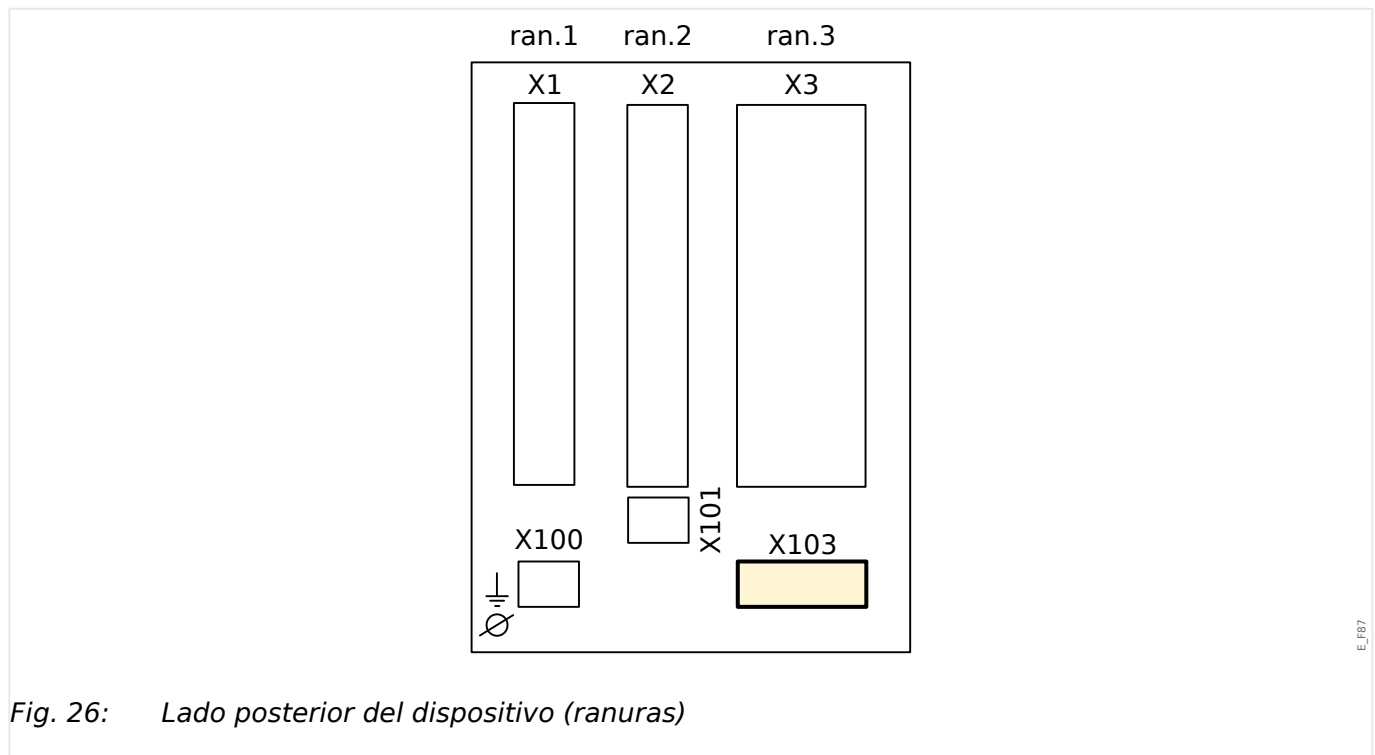 ran.1 ran.2 ran.3
X1 X2 X3
X101
X100 X103
E_F87
Fig. 26: Lado posterior del dispositivo (ranuras)